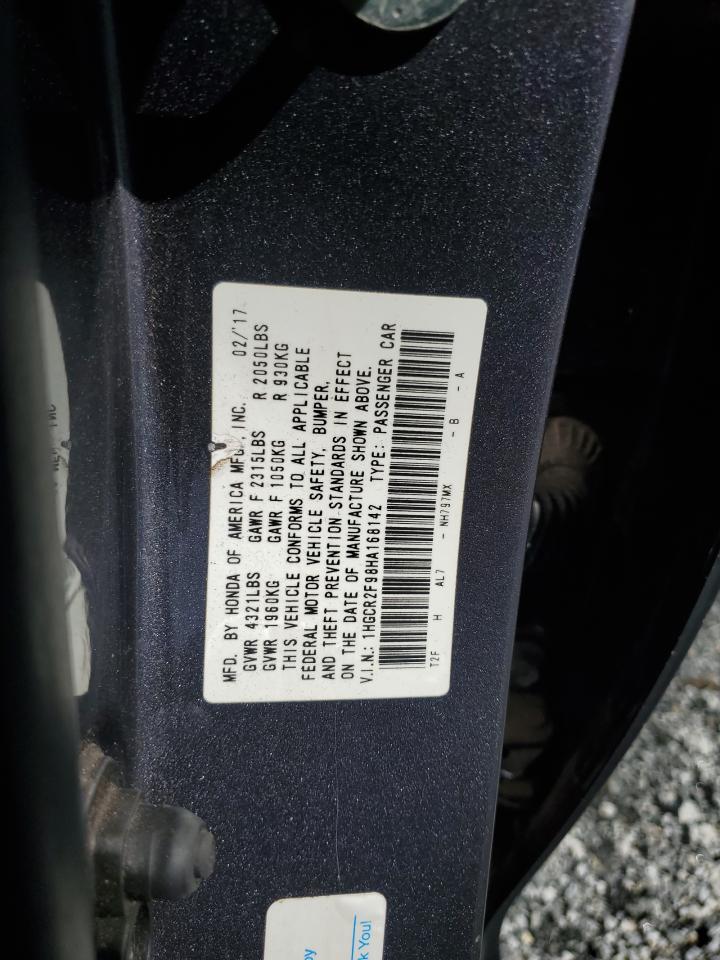 MFD. BY HONDA OF AMERICA MFG., INC. 02/'17
GVWR 4321LBS GAWR F 2315LBS R 2050LBS
GVWR 1960KG GAWR F 1050KG R 930KG
THIS VEHICLE CONFORMS TO ALL APPLICABLE
FEDERAL MOTOR VEHICLE SAFETY, BUMPER,
AND THEFT PREVENTION STANDARDS IN EFFECT
ON THE DATE OF MANUFACTURE SHOWN ABOVE.
V.I.N.: 1HGCR2F98HA168142 TYPE: PASSENGER CAR
T2F H AL7 - NH797MX - B - A
by
k You!